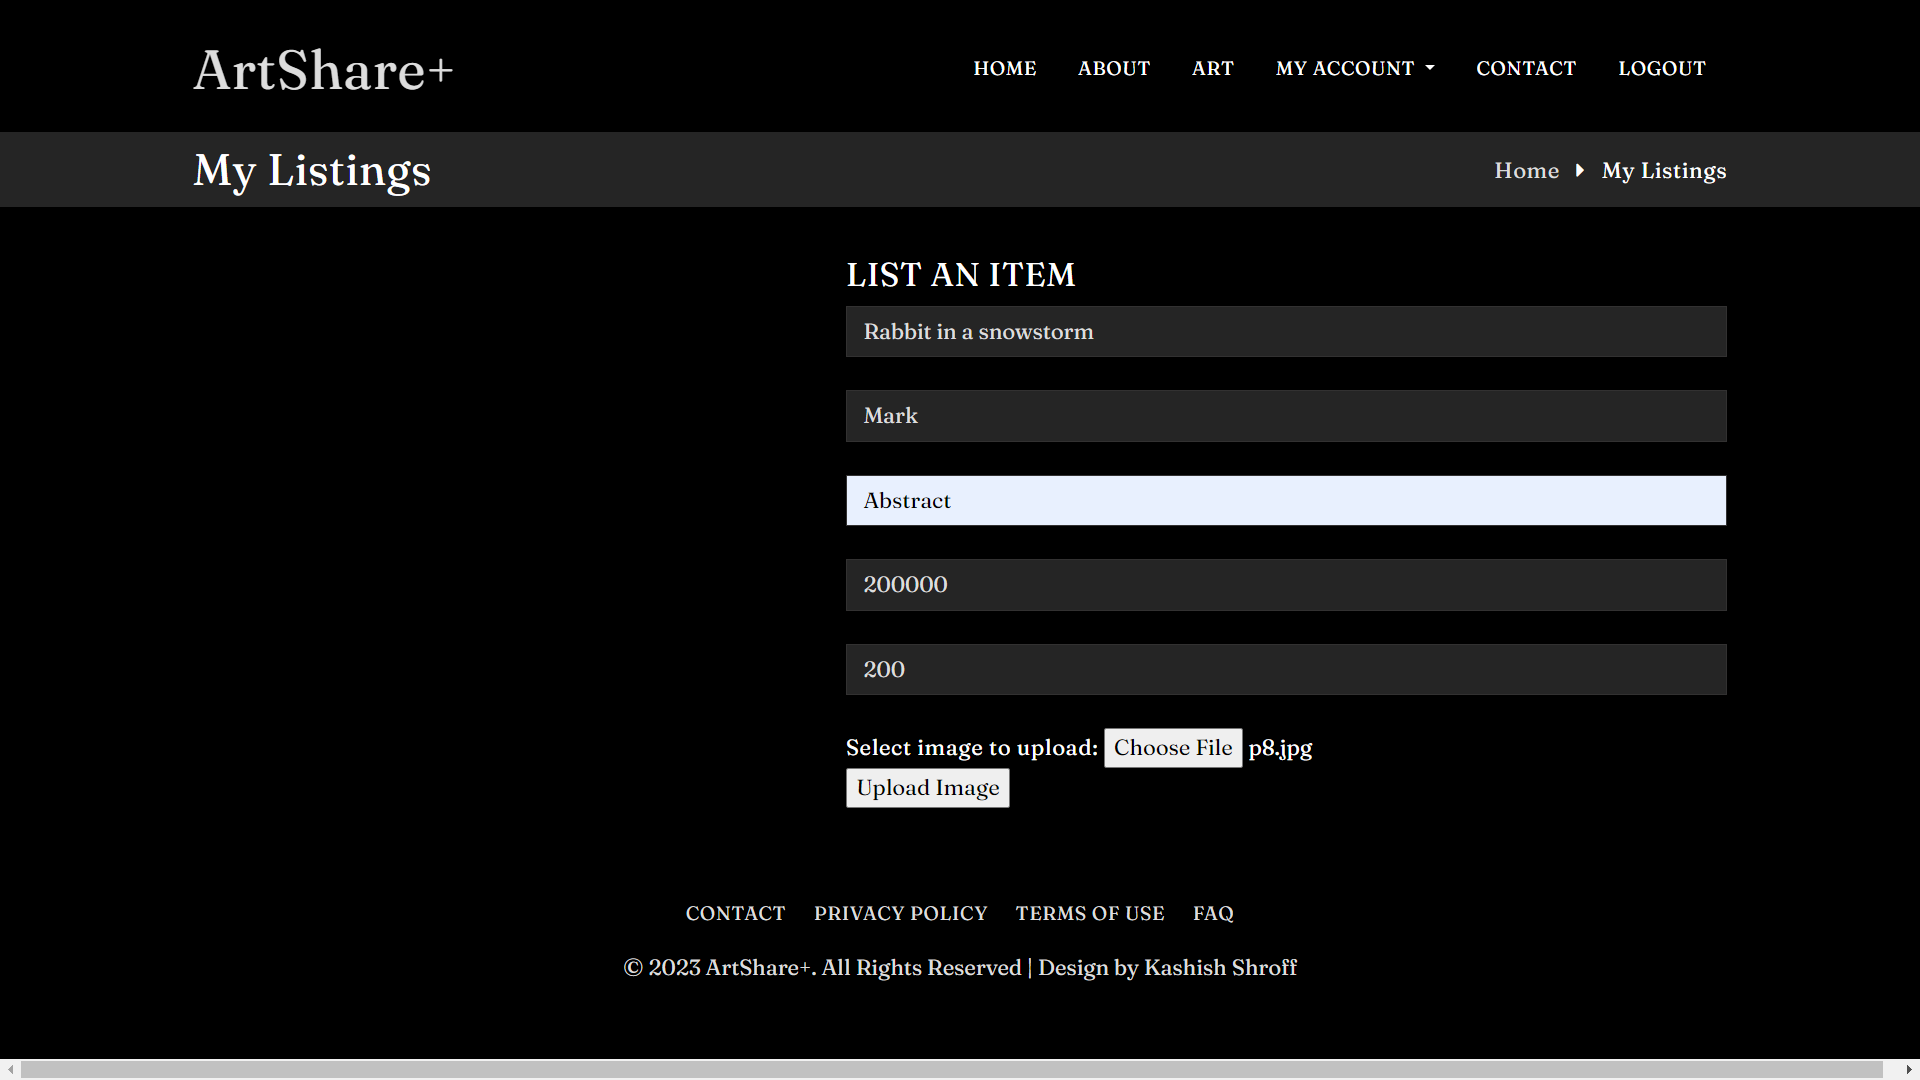 ArtShare+
HOME ABOUT ART MY ACCOUNT CONTACT LOGOUT
My Listings
Home My Listings
LIST AN ITEM
Rabbit in a snowstorm
Mark
Abstract
200000
200
Select image to upload: Choose File p8.jpg
Upload Image
CONTACT PRIVACY POLICY TERMS OF USE FAQ
© 2023 ArtShare+. All Rights Reserved | Design by Kashish Shroff